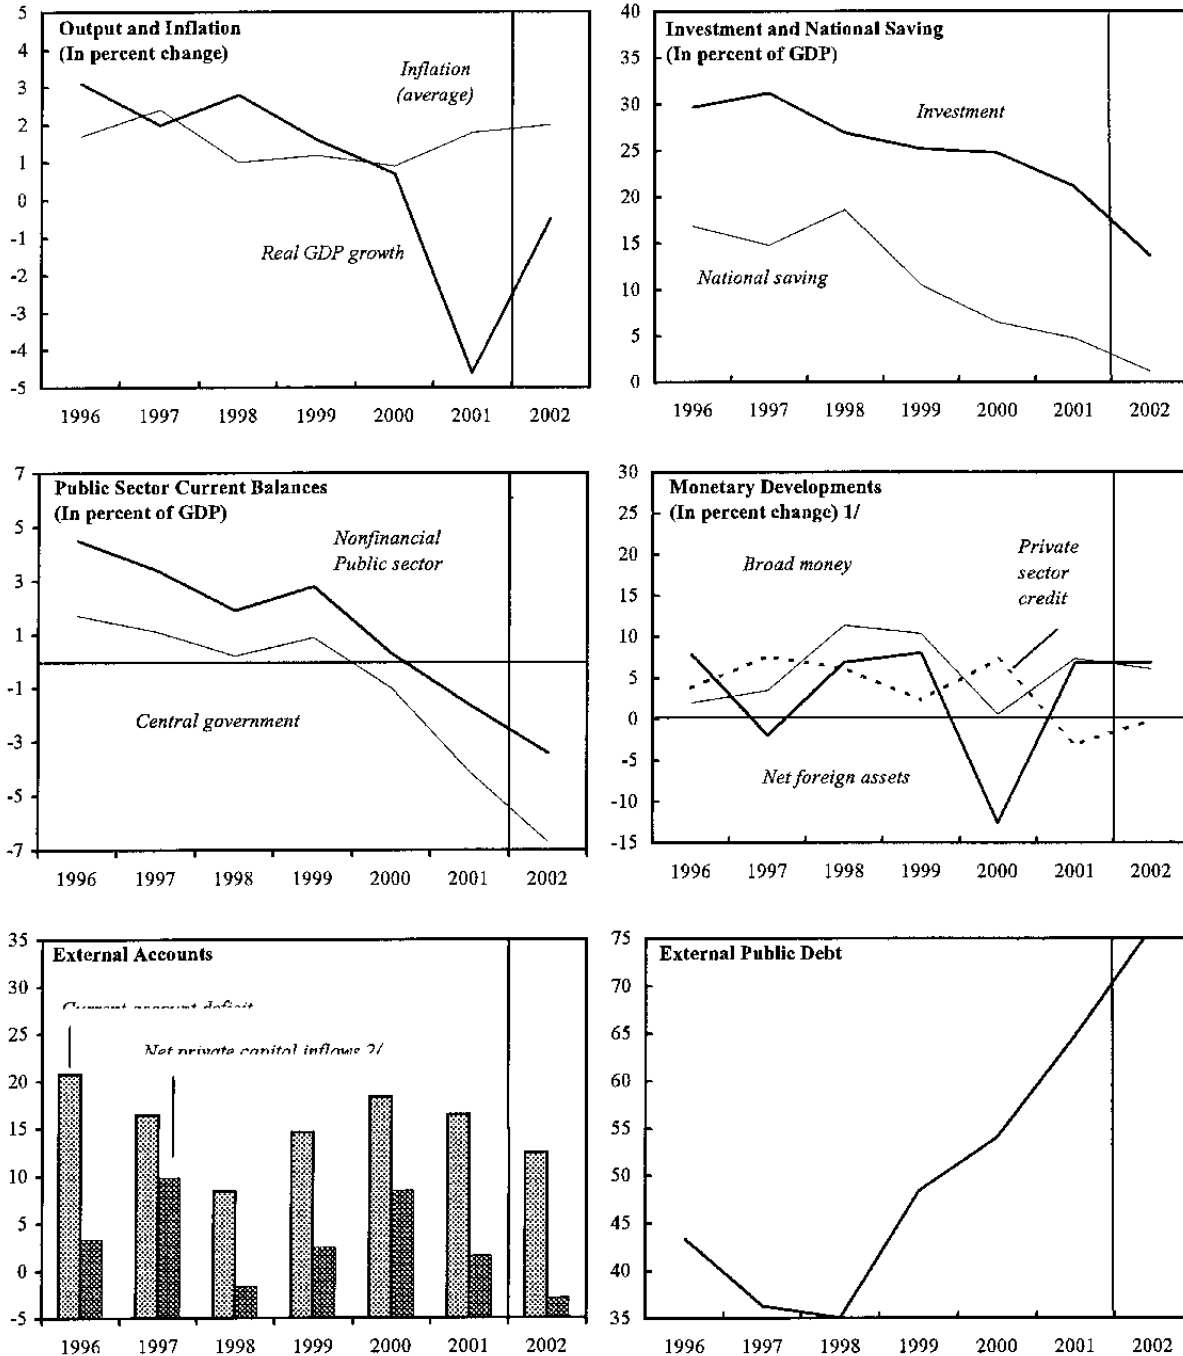 Output and Inflation
(In percent change)
Inflation
(average)
Real GDP growth
5
4
3
2
1
0
-1
-2
-3
-4
-5
1996 1997 1998 1999 2000 2001 2002
Investment and National Saving
(In percent of GDP)
Investment
National saving
40
35
30
25
20
15
10
5
0
1996 1997 1998 1999 2000 2001 2002
Public Sector Current Balances
(In percent of GDP)
Nonfinancial
Public sector
Central government
7
5
3
1
-1
-3
-5
-7
1996 1997 1998 1999 2000 2001 2002
Monetary Developments
(In percent change) 1/
Broad money
Private
sector
credit
Net foreign assets
30
25
20
15
10
5
0
-5
-10
-15
1996 1997 1998 1999 2000 2001 2002
External Accounts
Current account deficit
Net private capital inflows 2/
35
30
25
20
15
10
5
0
-5
1996 1997 1998 1999 2000 2001 2002
External Public Debt
75
70
65
60
55
50
45
40
35
1996 1997 1998 1999 2000 2001 2002